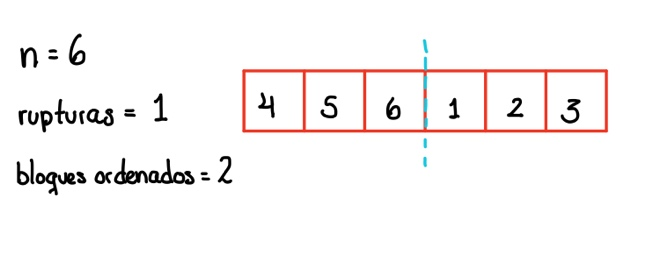 n = 6
rupturas = 1
bloques ordenados = 2
4 5 6 1 2 3